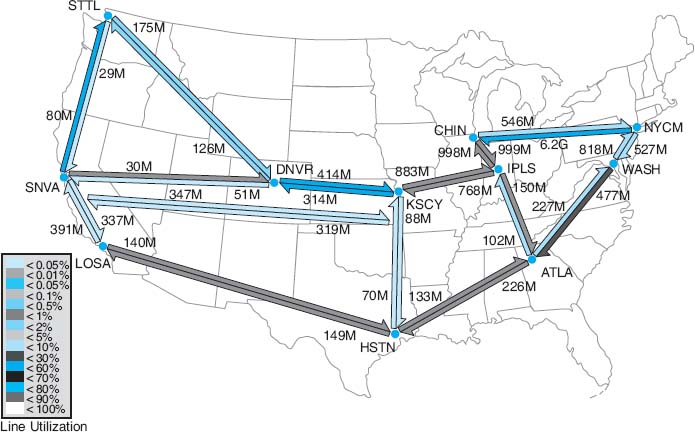 STTL
175M
29M
80M
126M
CHIN
546M
NYCM
998M
999M
6.2G
818M
527M
30M
DNVR
414M
883M
IPLS
WASH
SNVA
347M
51M
314M
KSCY
768M
150M
477M
391M
337M
319M
88M
227M
LOSA
140M
102M
ATLA
70M
133M
226M
149M
HSTN
< 0.05%
< 0.01%
< 0.05%
< 0.1%
< 0.5%
< 1%
< 2%
< 5%
< 10%
< 30%
< 60%
< 70%
< 80%
< 90%
< 100%
Line Utilization